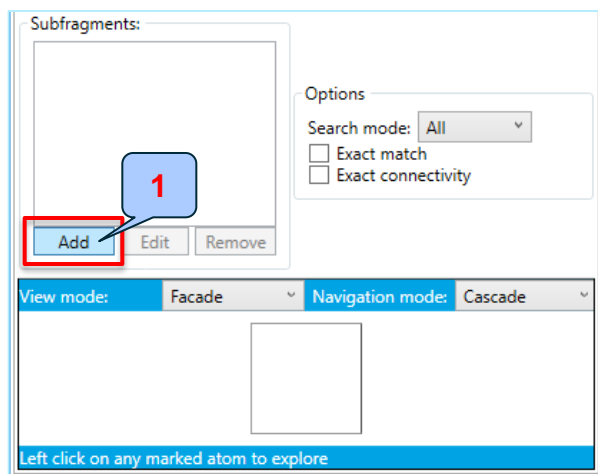 Subfragments:
Options
Search mode: All
Exact match
Exact connectivity
1
Add Edit Remove
View mode: Facade Navigation mode: Cascade
Left click on any marked atom to explore